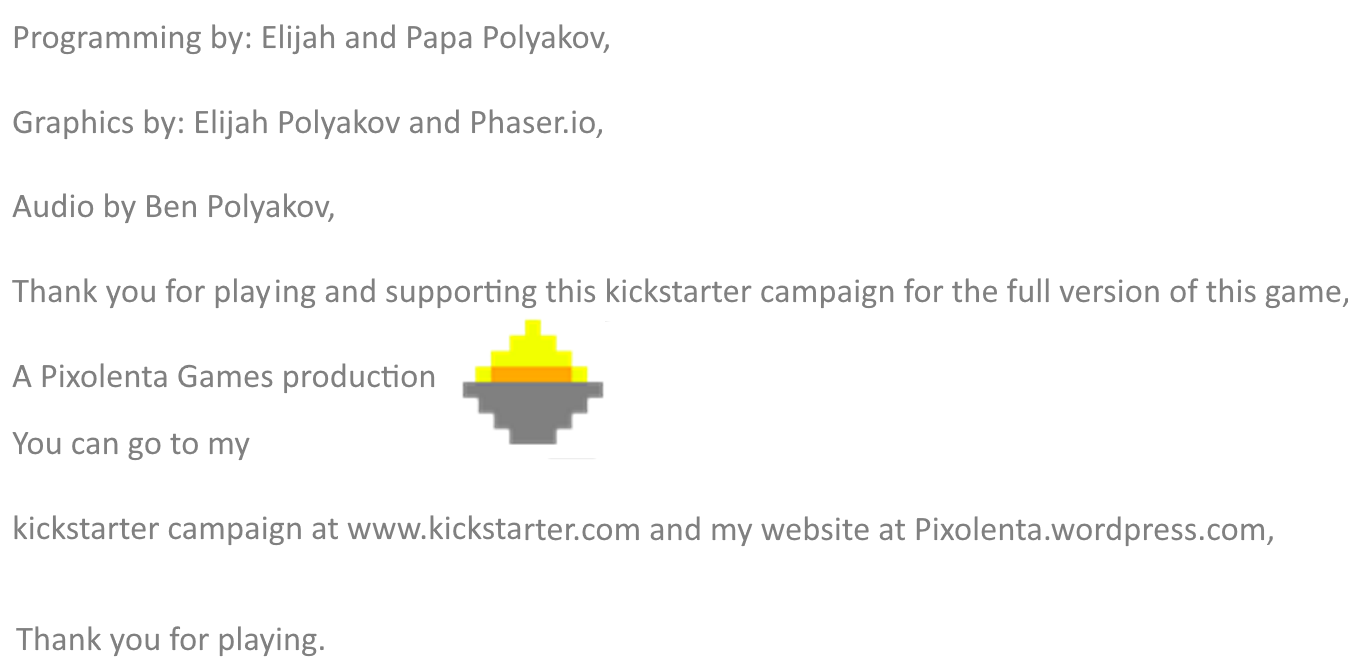 Programming by: Elijah and Papa Polyakov,
Graphics by: Elijah Polyakov and Phaser.io,
Audio by Ben Polyakov,
Thank you for playing and supporting this kickstarter campaign for the full version of this game,
A Pixolenta Games production
You can go to my
kickstarter campaign at www.kickstarter.com and my website at Pixolenta.wordpress.com,
Thank you for playing.